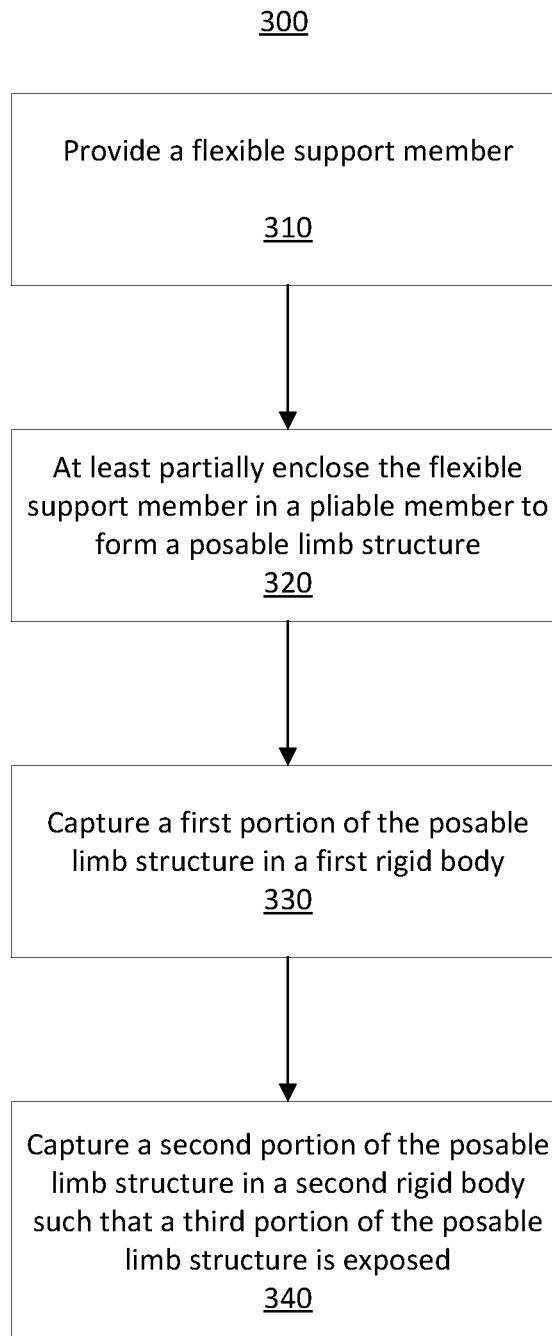 300
Provide a flexible support member
310
At least partially enclose the flexible
support member in a pliable member to
form a posable limb structure
320
Capture a first portion of the posable
limb structure in a first rigid body
330
Capture a second portion of the posable
limb structure in a second rigid body
such that a third portion of the posable
limb structure is exposed
340